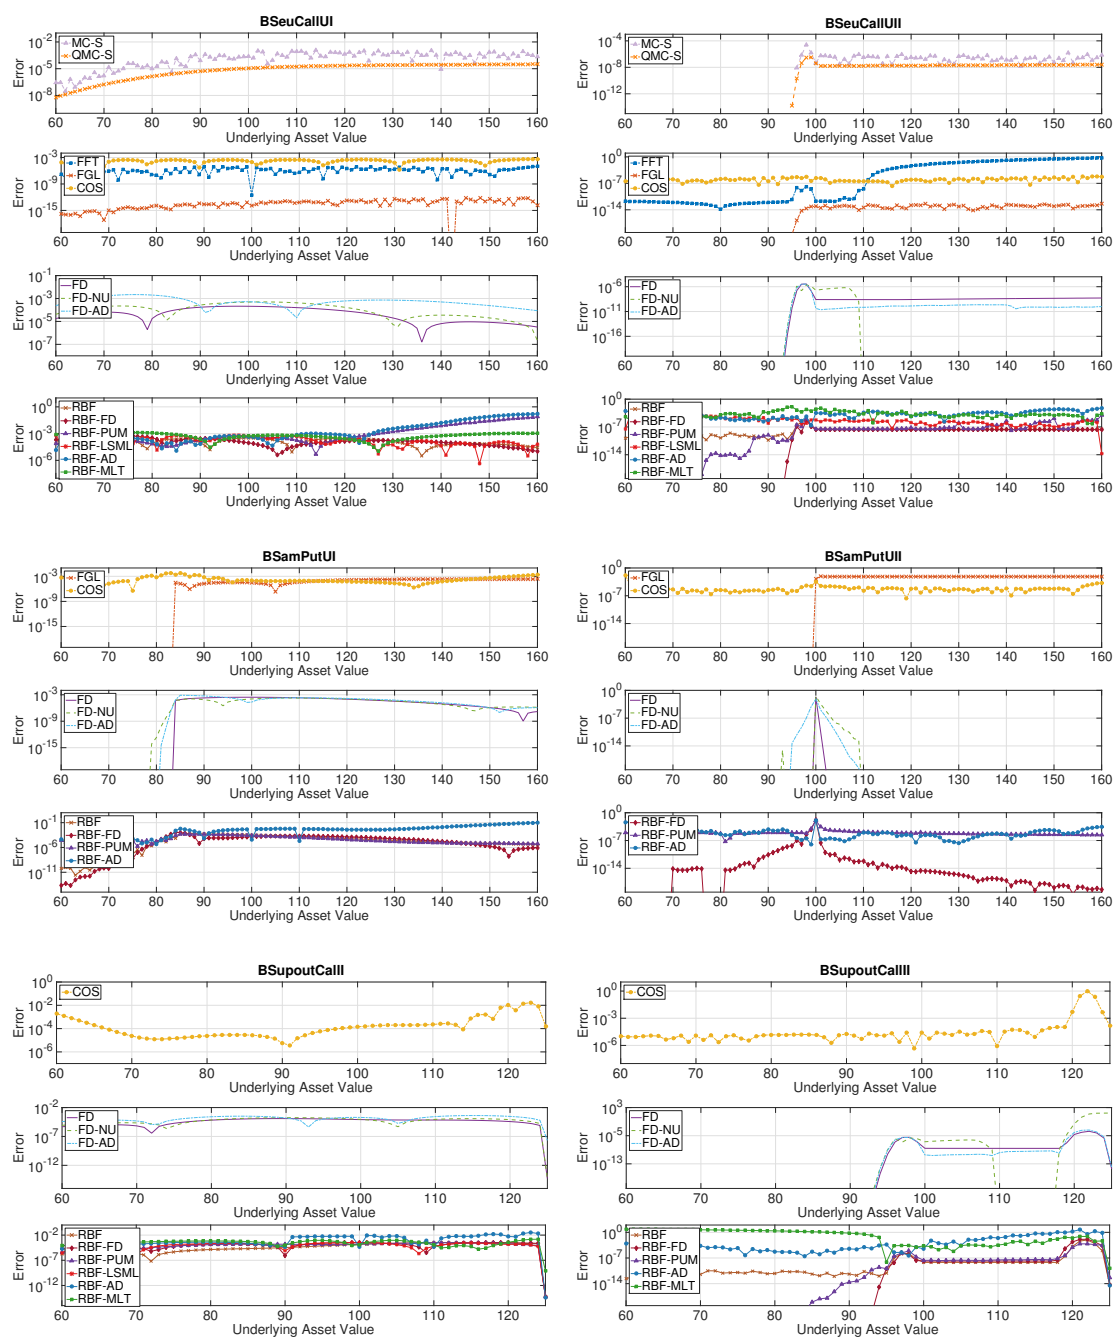 BSeuCallUI
Error
10^-2
10^-5
10^-8
MC-S
QMC-S
60 70 80 90 100 110 120 130 140 150 160
Underlying Asset Value
Error
10^-3
10^-9
10^-15
FFT
FGL
COS
60 70 80 90 100 110 120 130 140 150 160
Underlying Asset Value
Error
10^-1
10^-3
10^-5
10^-7
FD
FD-NU
FD-AD
60 70 80 90 100 110 120 130 140 150 160
Underlying Asset Value
Error
10^0
10^-3
10^-6
RBF
RBF-FD
RBF-PUM
RBF-LSML
RBF-AD
RBF-MLT
60 70 80 90 100 110 120 130 140 150 160
Underlying Asset Value
BSeuCallUII
Error
10^-4
10^-8
10^-12
MC-S
QMC-S
60 70 80 90 100 110 120 130 140 150 160
Underlying Asset Value
Error
10^0
10^-7
10^-14
FFT
FGL
COS
60 70 80 90 100 110 120 130 140 150 160
Underlying Asset Value
Error
10^-6
10^-11
10^-16
FD
FD-NU
FD-AD
60 70 80 90 100 110 120 130 140 150 160
Underlying Asset Value
Error
10^0
10^-7
10^-14
RBF
RBF-FD
RBF-PUM
RBF-LSML
RBF-AD
RBF-MLT
60 70 80 90 100 110 120 130 140 150 160
Underlying Asset Value
BSamPutUI
Error
10^-3
10^-9
10^-15
FGL
COS
60 70 80 90 100 110 120 130 140 150 160
Underlying Asset Value
Error
10^-3
10^-9
10^-15
FD
FD-NU
FD-AD
60 70 80 90 100 110 120 130 140 150 160
Underlying Asset Value
Error
10^-1
10^-6
10^-11
RBF
RBF-FD
RBF-PUM
RBF-AD
60 70 80 90 100 110 120 130 140 150 160
Underlying Asset Value
BSamPutUII
Error
10^0
10^-7
10^-14
FGL
COS
60 70 80 90 100 110 120 130 140 150 160
Underlying Asset Value
Error
10^0
10^-7
10^-14
FD
FD-NU
FD-AD
60 70 80 90 100 110 120 130 140 150 160
Underlying Asset Value
Error
10^0
10^-7
10^-14
RBF-FD
RBF-PUM
RBF-AD
60 70 80 90 100 110 120 130 140 150 160
Underlying Asset Value
BSupoutCallI
Error
10^0
10^-2
10^-4
10^-6
COS
60 70 80 90 100 110 120
Underlying Asset Value
Error
10^-2
10^-7
10^-12
FD
FD-NU
FD-AD
60 70 80 90 100 110 120
Underlying Asset Value
Error
10^-2
10^-7
10^-12
RBF
RBF-FD
RBF-PUM
RBF-LSML
RBF-AD
RBF-MLT
60 70 80 90 100 110 120
Underlying Asset Value
BSupoutCallII
Error
10^0
10^-3
10^-6
COS
60 70 80 90 100 110 120
Underlying Asset Value
Error
10^3
10^-5
10^-13
FD
FD-NU
FD-AD
60 70 80 90 100 110 120
Underlying Asset Value
Error
10^0
10^-7
10^-14
RBF
RBF-FD
RBF-PUM
RBF-AD
RBF-MLT
60 70 80 90 100 110 120
Underlying Asset Value